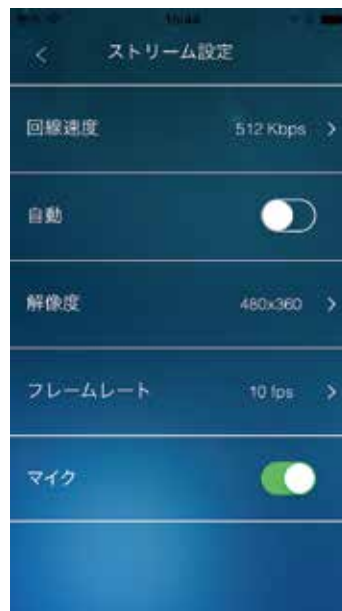 ストリーム設定
回線速度 512 Kbps
自動
解像度 480x360
フレームレート 10 fps
マイク